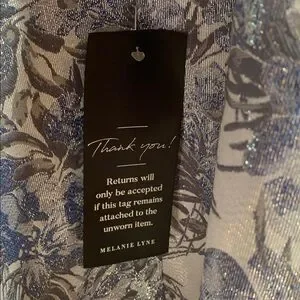 Thank you!
Returns will
only be accepted
if this tag remains
attached to the
unworn item.
MELANIE LYNE